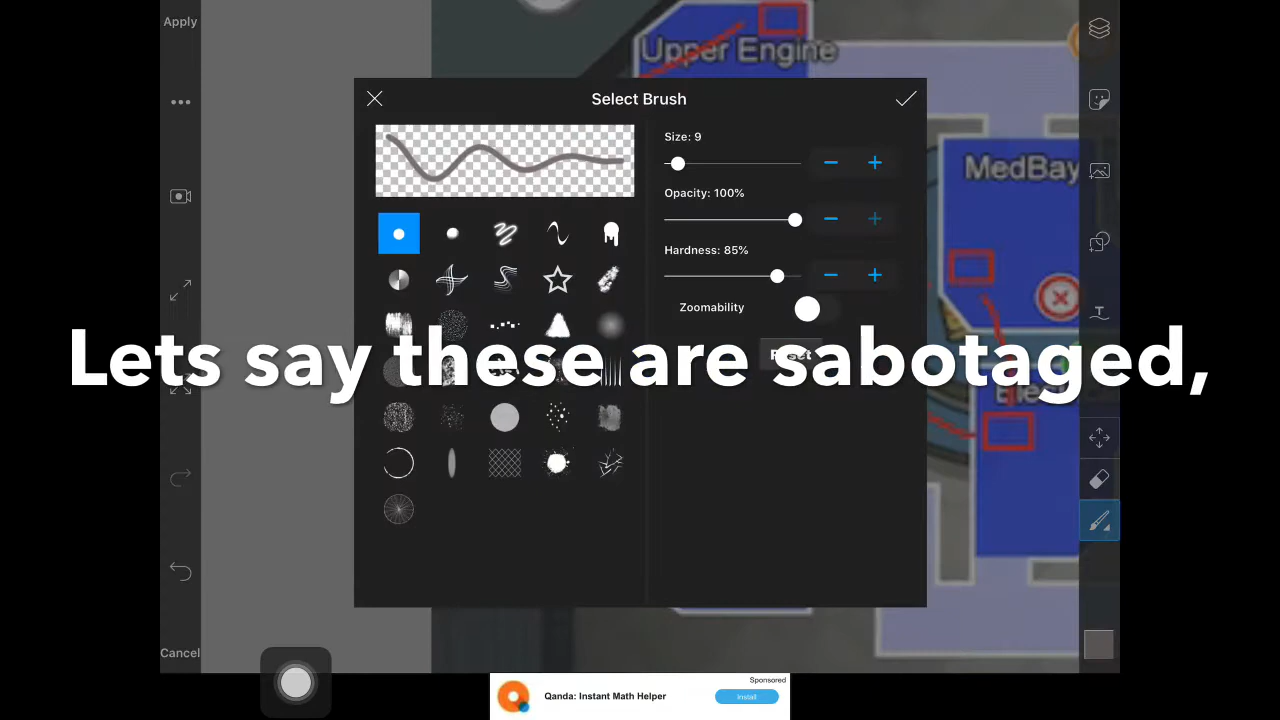 Apply
Upper Engine
Select Brush
Size: 9
MedBay
Opacity: 100%
Hardness: 85%
Zoomability
Reset
Lets say these are sabotaged,
Cancel
Sponsored
Qanda: Instant Math Helper
Install